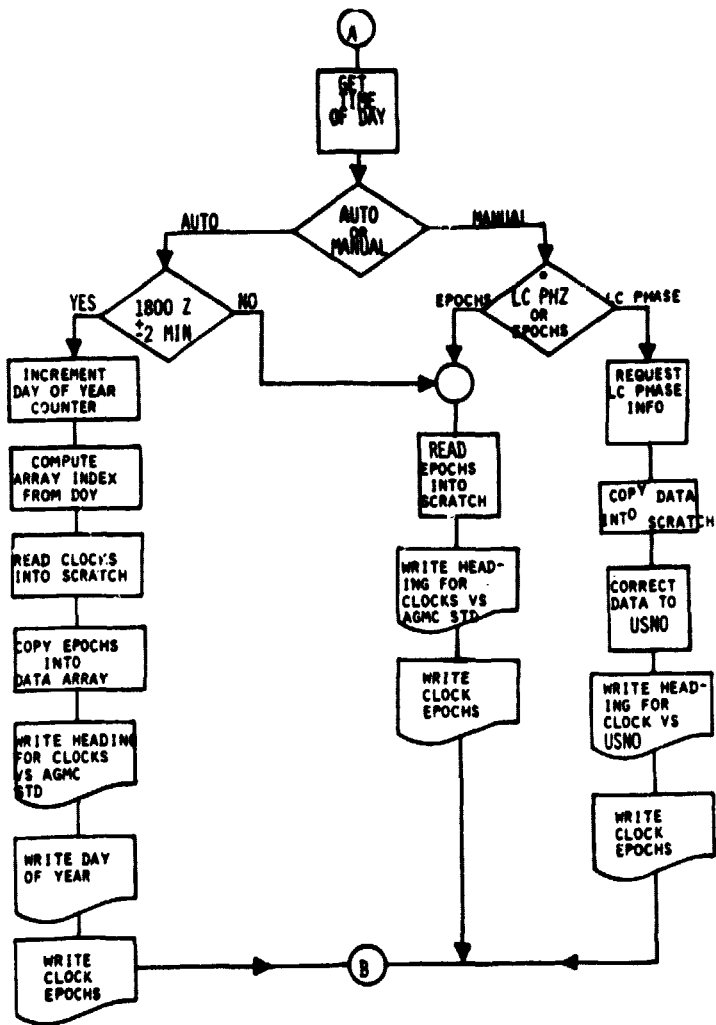 A
GET
TIME
OF DAY
AUTO
MANUAL
AUTO
OR
MANUAL
YES
1800 Z
±2 MIN
NO
EPOCHS
*
LC PHZ
OR
EPOCHS
LC PHASE
INCREMENT
DAY OF YEAR
COUNTER
REQUEST
LC PHASE
INFO
READ
EPOCHS
INTO
SCRATCH
COMPUTE
ARRAY INDEX
FROM DOY
COPY DATA
INTO SCRATCH
READ CLOCKS
INTO SCRATCH
WRITE HEAD-
ING FOR
CLOCKS VS
AGMC STD
CORRECT
DATA TO
USNO
COPY EPOCHS
INTO
DATA ARRAY
WRITE
CLOCK
EPOCHS
WRITE HEAD-
ING FOR
CLOCK VS
USNO
WRITE HEADING
FOR CLOCKS
VS AGMC
STD
WRITE
CLOCK
EPOCHS
WRITE DAY
OF YEAR
WRITE
CLOCK
EPOCHS
B